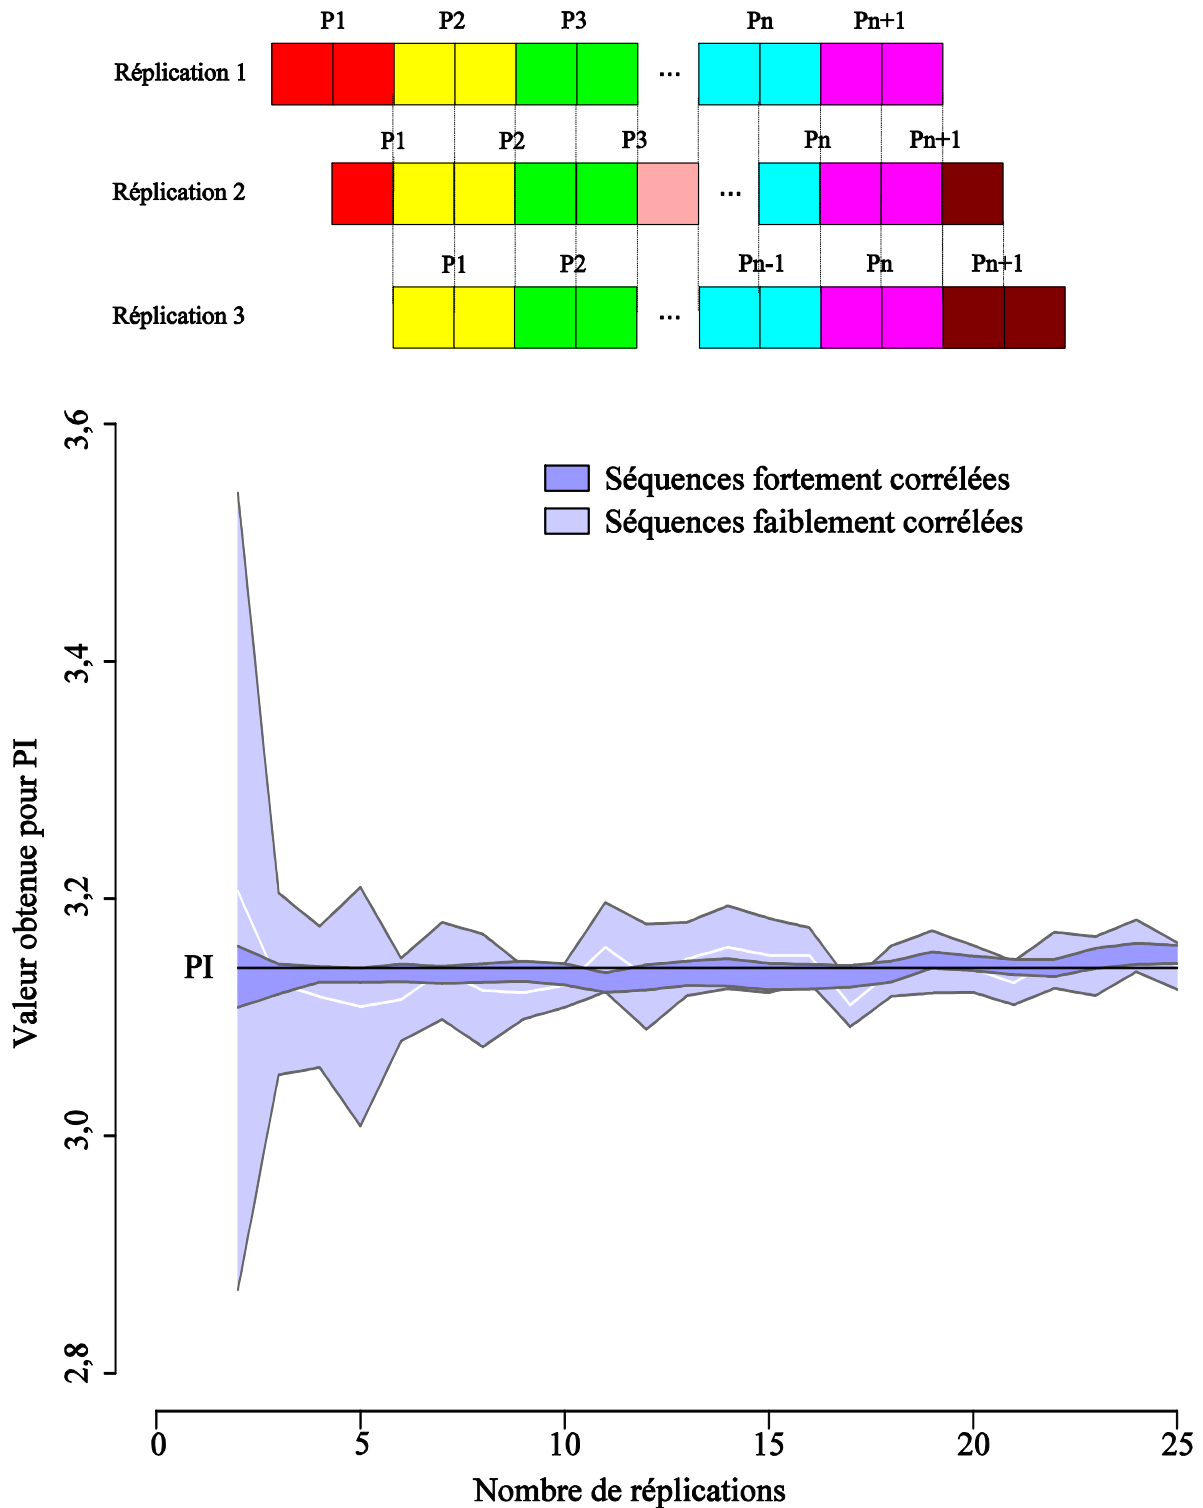 P1 P2 P3 Pn Pn+1
Réplication 1 ...
P1 P2 P3 Pn Pn+1
Réplication 2 ...
P1 P2 Pn-1 Pn Pn+1
Réplication 3 ...
3,6
Séquences fortement corrélées
Séquences faiblement corrélées
3,4
3,2
PI
3,0
2,8
Valeur obtenue pour PI
0 5 10 15 20 25
Nombre de réplications